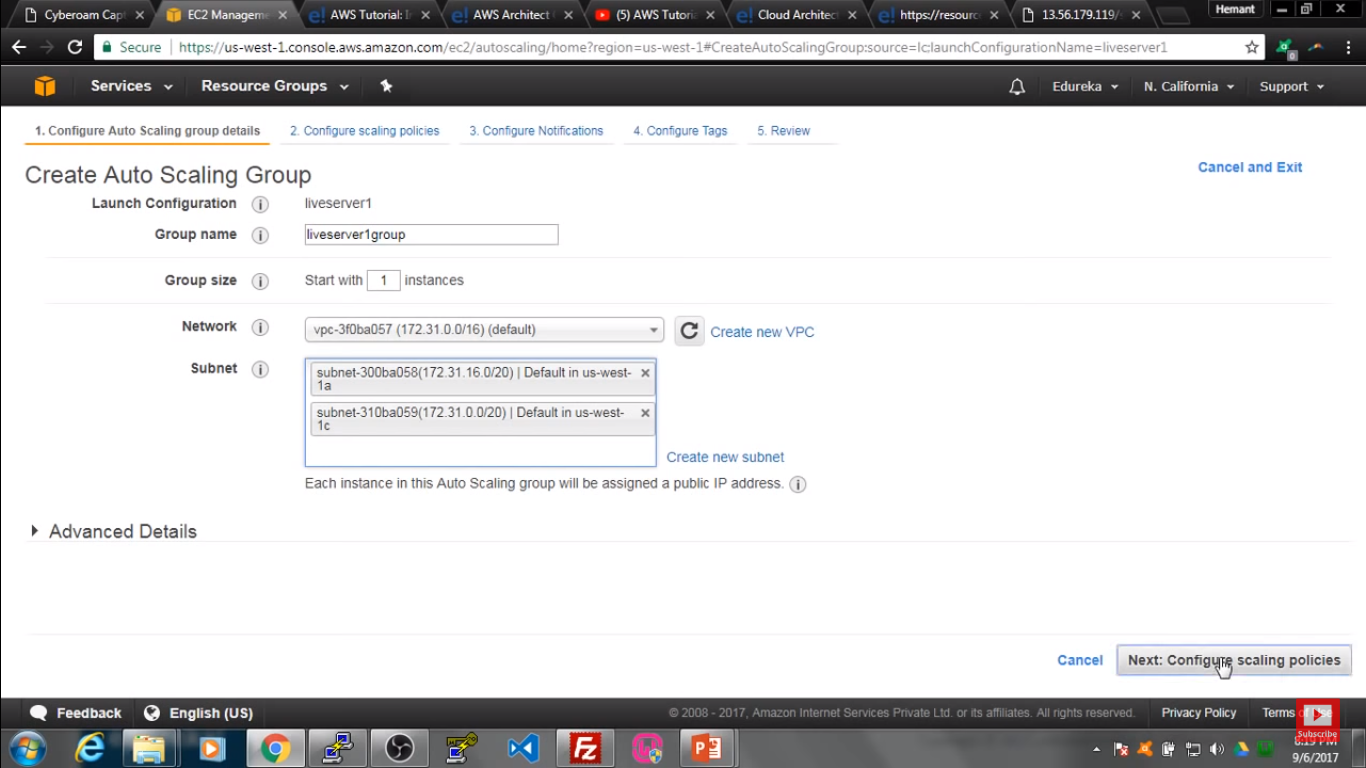 Cyberoam Capt
EC2 Manageme
AWS Tutorial: I
AWS Architect
(5) AWS Tutoria
Cloud Architect
https://resource
13.56.179.119/
Hemant
Secure
https://us-west-1.console.aws.amazon.com/ec2/autoscaling/home?region=us-west-1#CreateAutoScalingGroup:source=lc;launchConfigurationName=liveserver1
0
Services
Resource Groups
Edureka
N. California
Support
1. Configure Auto Scaling group details
2. Configure scaling policies
3. Configure Notifications
4. Configure Tags
5. Review
Create Auto Scaling Group
Cancel and Exit
Launch Configuration
liveserver1
Group name
liveserver1group
Group size
Start with 1 instances
Network
vpc-3f0ba057 (172.31.0.0/16) (default)
Create new VPC
Subnet
subnet-300ba058(172.31.16.0/20) | Default in us-west-
1a
subnet-310ba059(172.31.0.0/20) | Default in us-west-
1c
Create new subnet
Each instance in this Auto Scaling group will be assigned a public IP address.
Advanced Details
Cancel
Next: Configure scaling policies
Feedback
English (US)
© 2008 - 2017, Amazon Internet Services Private Ltd. or its affiliates. All rights reserved.
Privacy Policy
Terms of Use
Subscribe
9/6/2017